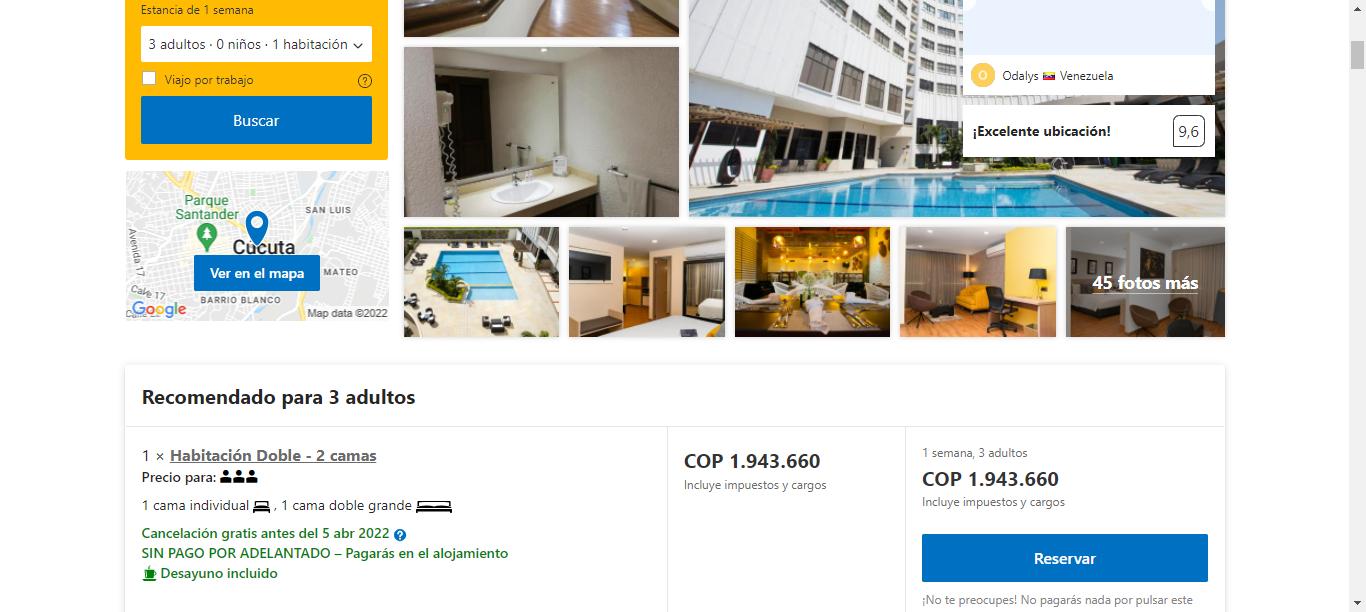 Estancia de 1 semana
3 adultos · 0 niños · 1 habitación
Viajo por trabajo
Buscar
Parque
Santander
SAN LUIS
Cúcuta
Avenida 17
Ver en el mapa
MATEO
Calle 17
BARRIO BLANCO
Google
Map data ©2022
O
Odalys Venezuela
¡Excelente ubicación!
9,6
45 fotos más
Recomendado para 3 adultos
1 × Habitación Doble - 2 camas
Precio para:
1 cama individual , 1 cama doble grande
Cancelación gratis antes del 5 abr 2022
SIN PAGO POR ADELANTADO – Pagarás en el alojamiento
Desayuno incluido
COP 1.943.660
Incluye impuestos y cargos
1 semana, 3 adultos
COP 1.943.660
Incluye impuestos y cargos
Reservar
¡No te preocupes! No pagarás nada por pulsar este